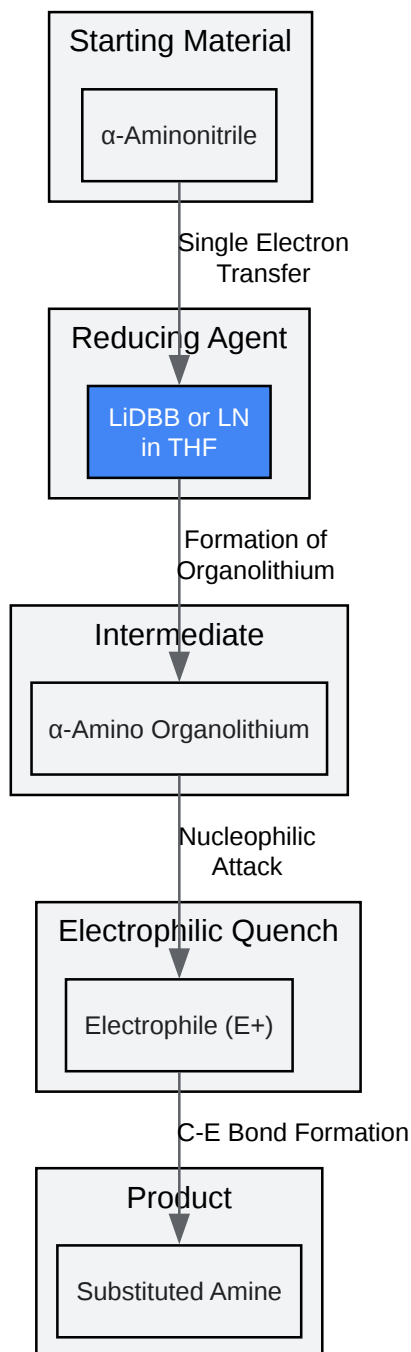 Starting Material
α-Aminonitrile
Single Electron
Transfer
Reducing Agent
LiDBB or LN
in THF
Formation of
Organolithium
Intermediate
α-Amino Organolithium
Nucleophilic
Attack
Electrophilic Quench
Electrophile (E+)
C-E Bond Formation
Product
Substituted Amine